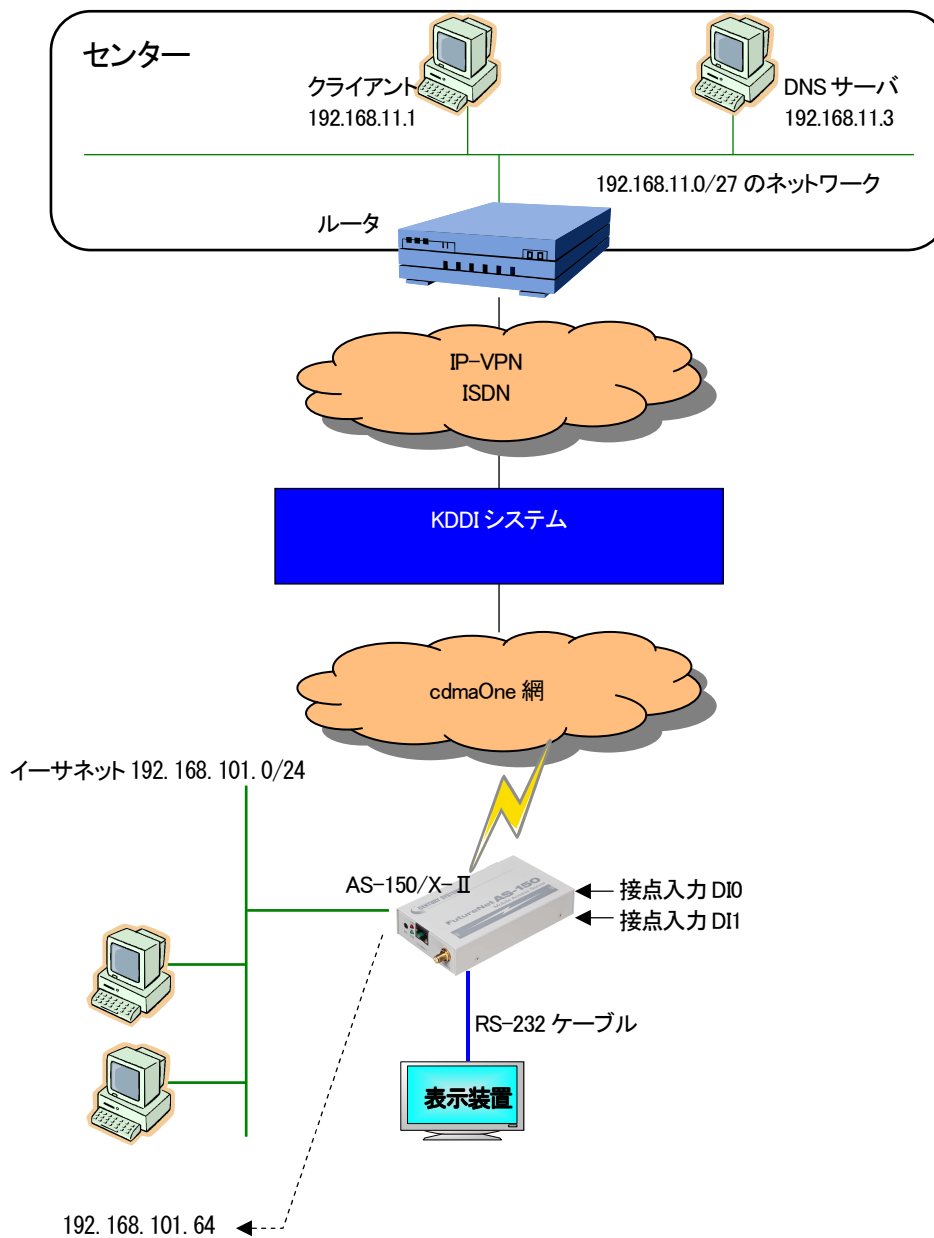 センター
クライアント
192.168.11.1
DNS サーバ
192.168.11.3
192.168.11.0/27 のネットワーク
ルータ
IP-VPN
ISDN
KDDI システム
cdmaOne 網
イーサネット 192.168.101.0/24
AS-150/X-Ⅱ
FutureNet AS-150
接点入力 DI0
接点入力 DI1
RS-232 ケーブル
表示装置
192.168.101.64